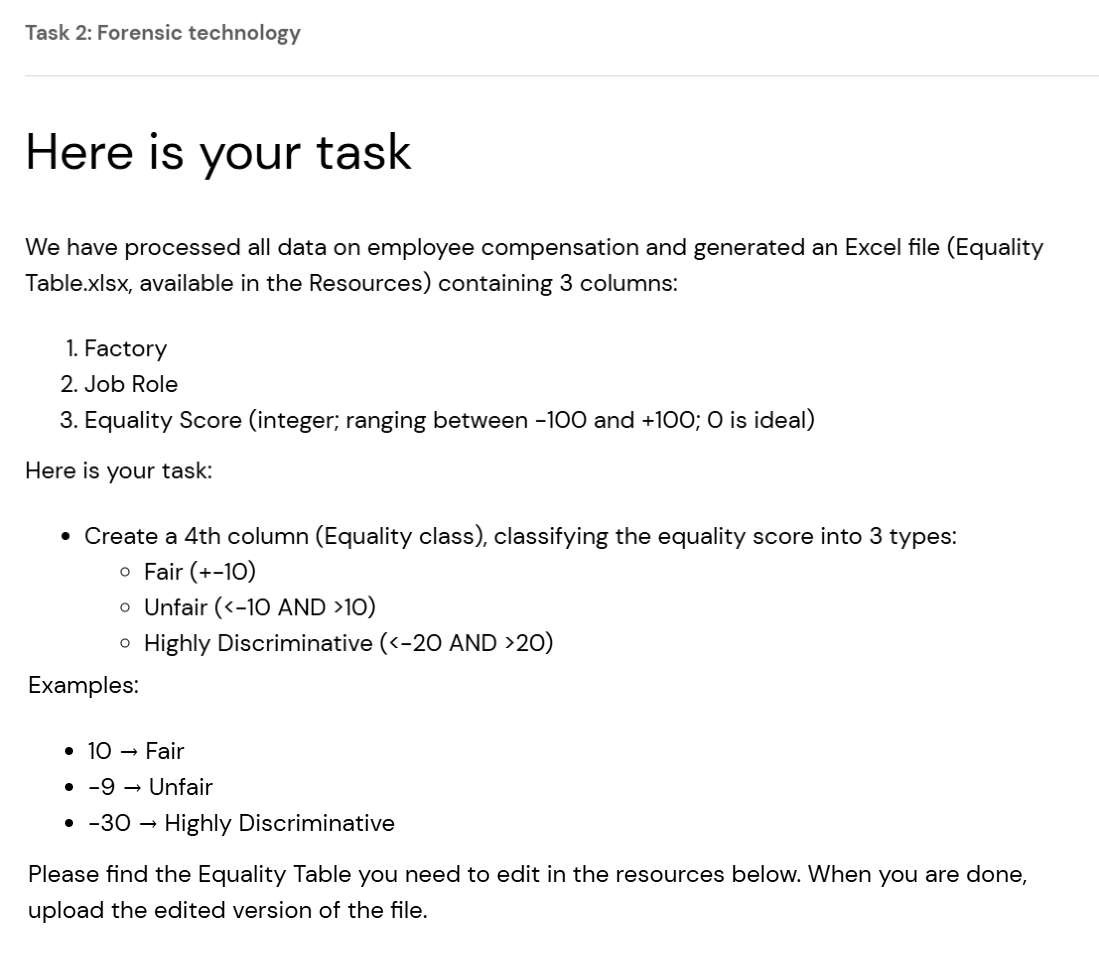 Task 2: Forensic technology
Here is your task
We have processed all data on employee compensation and generated an Excel file (Equality
Table.xlsx, available in the Resources) containing 3 columns:
1. Factory
2. Job Role
3. Equality Score (integer; ranging between -100 and +100; 0 is ideal)
Here is your task:
• Create a 4th column (Equality class), classifying the equality score into 3 types:
○ Fair (+-10)
○ Unfair (<-10 AND >10)
○ Highly Discriminative (<-20 AND >20)
Examples:
• 10 → Fair
• -9 → Unfair
• -30 → Highly Discriminative
Please find the Equality Table you need to edit in the resources below. When you are done,
upload the edited version of the file.